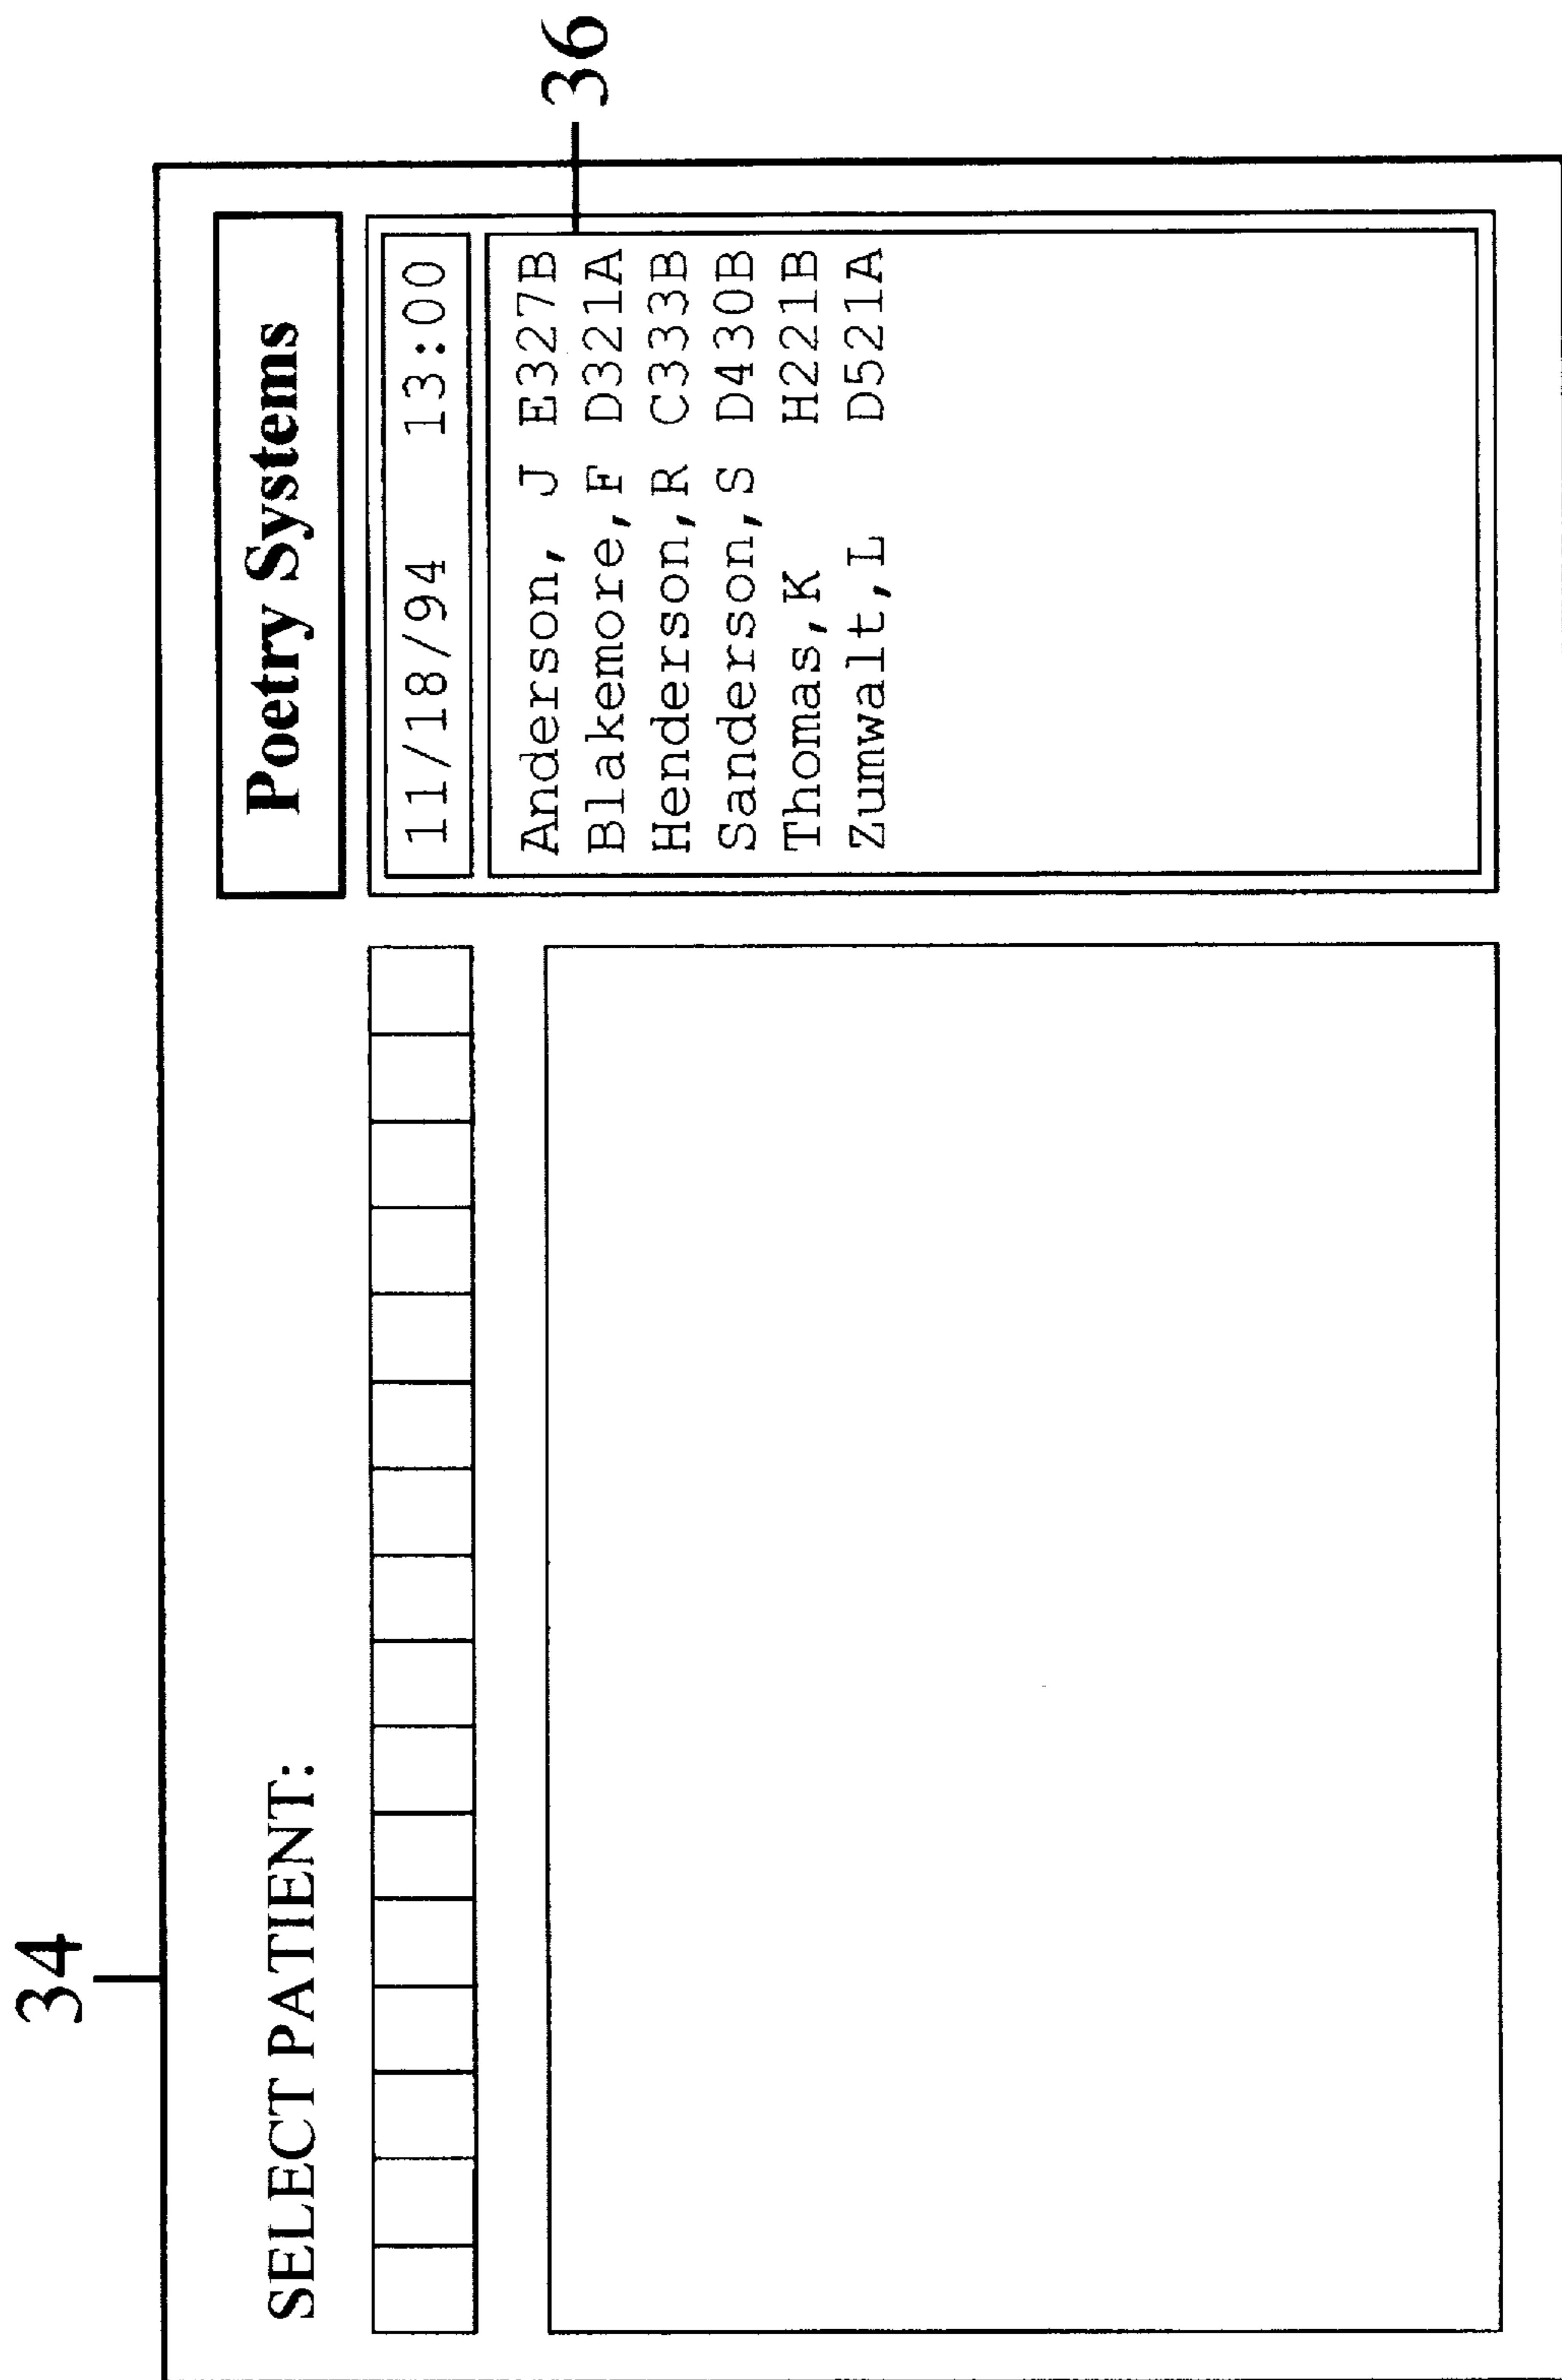 34
Poetry Systems
SELECT PATIENT:
11/18/94 13:00
36
Anderson, J E327B
Blakemore,F D321A
Henderson,R C333B
Sanderson,S D430B
Thomas,K H221B
Zumwalt,L D521A